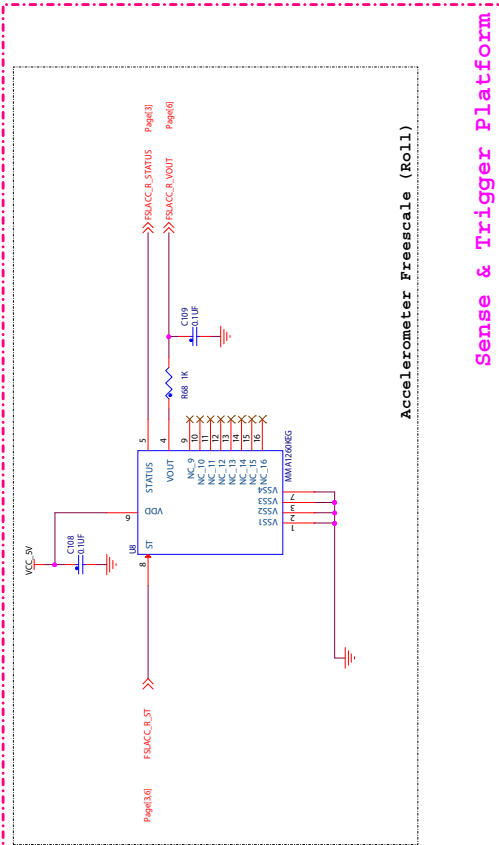 Sense & Trigger Platform
Accelerometer Freescale (Roll)
Page[3]
Page[6]
FSLACC_R_STATUS
FSLACC_R_VOUT
C109
0.1UF
R68 1K
5
4
9
10
11
12
13
14
15
16
STATUS
VOUT
NC_9
NC_10
NC_11
NC_12
NC_13
NC_14
NC_15
NC_16
MMA1260KEG
VDD
6
VSS4
VSS3
VSS2
VSS1
7
3
2
1
ST
U8
8
VCC_5V
C108
0.1UF
FSLACC_R_ST
Page[3,6]